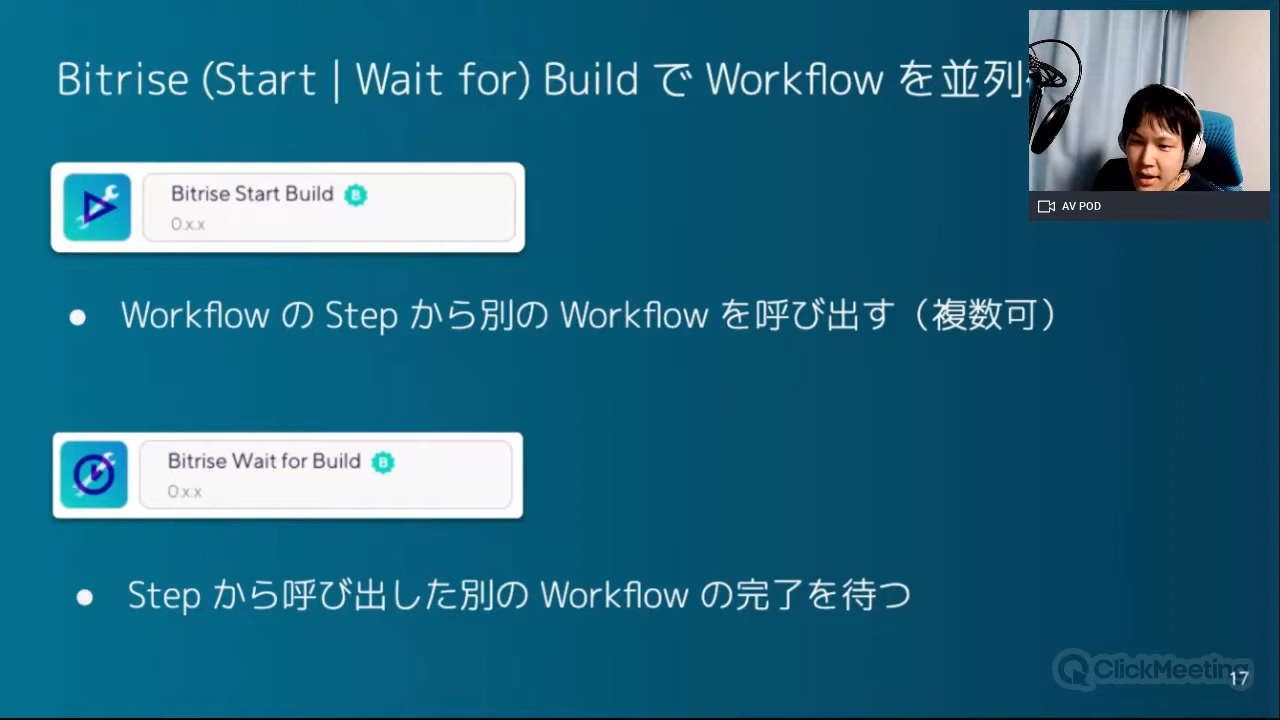 Bitrise (Start | Wait for) Build で Workflow を並列
AV POD
Bitrise Start Build
0.x.x
● Workflow の Step から別の Workflow を呼び出す（複数可）
Bitrise Wait for Build
0.x.x
● Step から呼び出した別の Workflow の完了を待つ
ClickMeeting
17